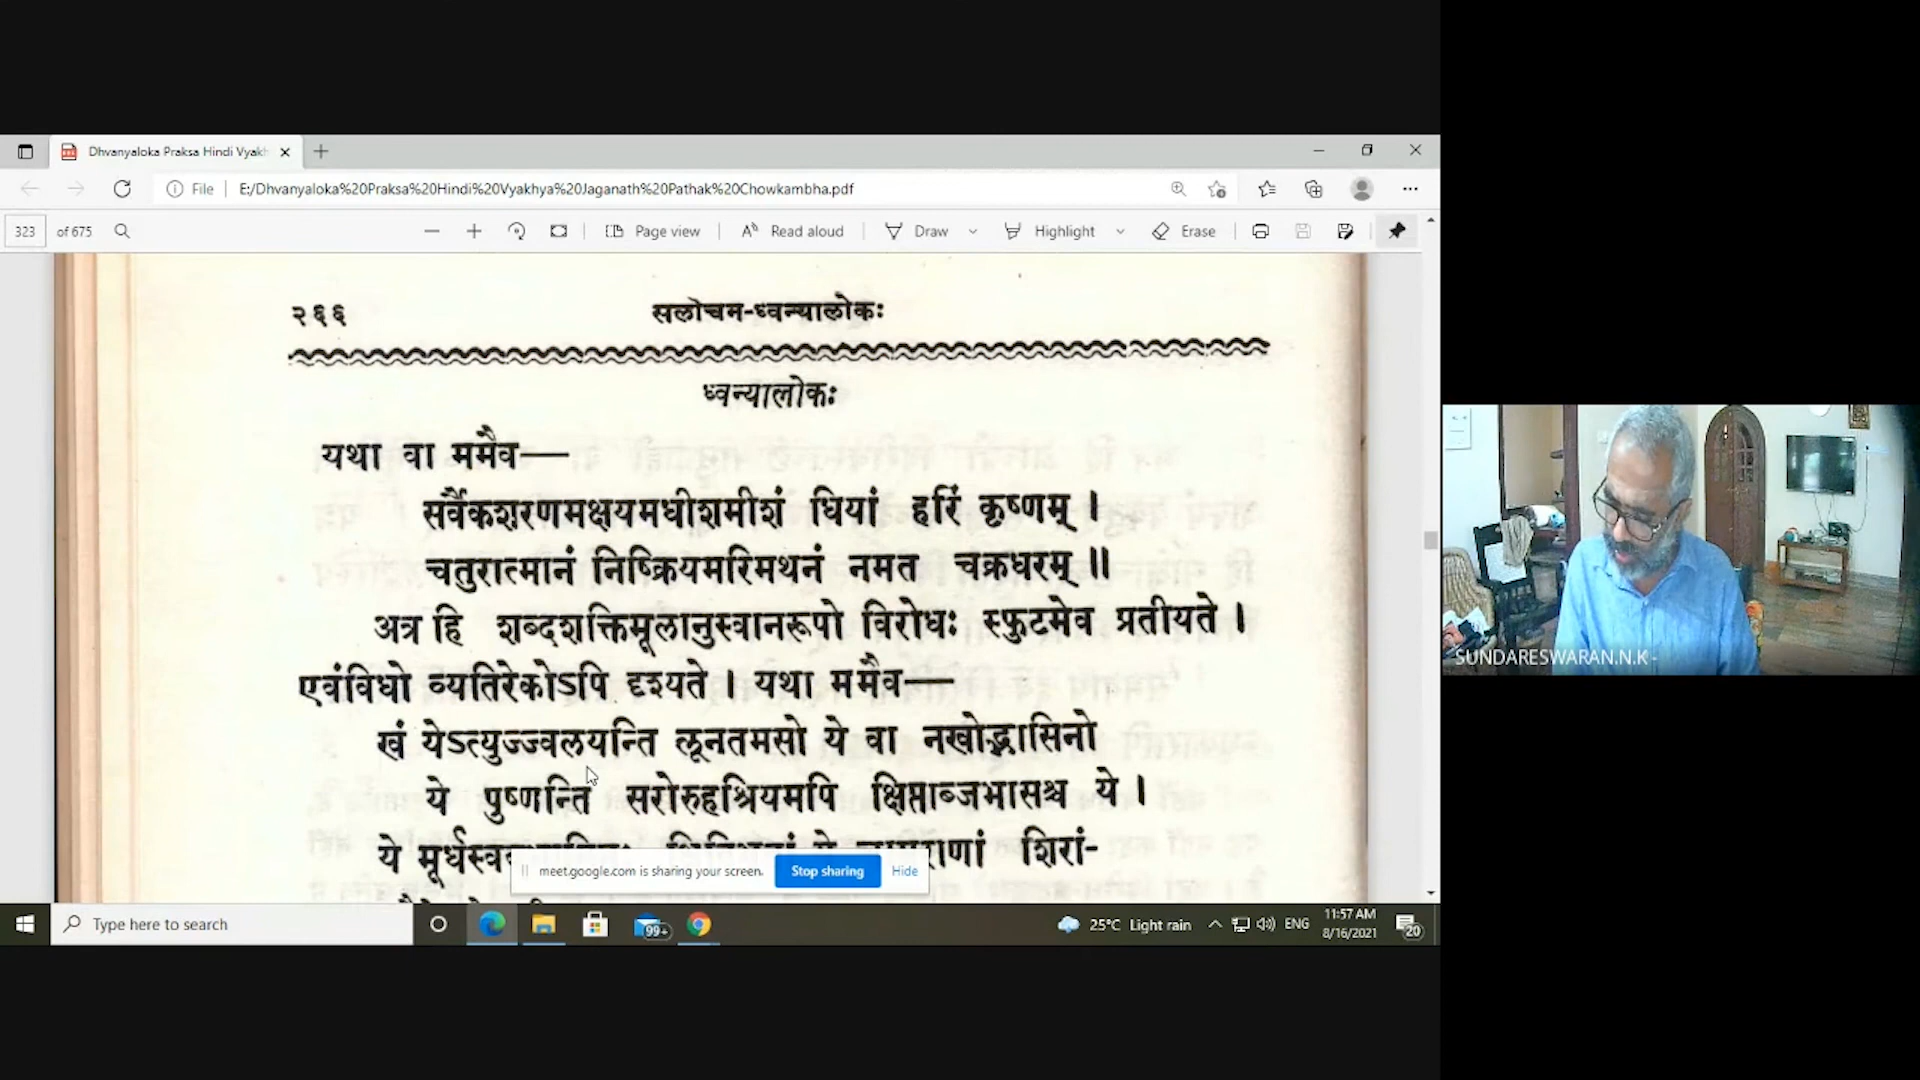 Dhvanyaloka Praksa Hindi Vyakh
File E:/Dhvanyaloka%20Praksa%20Hindi%20Vyakhya%20Jaganath%20Pathak%20Chowkambha.pdf
323 of 675 Page view Read aloud Draw Highlight Erase
२६६ सलोचम-ध्वन्यालोकः
ध्वन्यालोकः
यथा वा ममैव—
सर्वैकशरणमक्षयमधीशमीशं धियां हरिं कृष्णम् ।
चतुरात्मानं निष्क्रियमरिमथनं नमत चक्रधरम् ॥
अत्र हि शब्दशक्तिमूलानुस्वानरूपो विरोधः स्फुटमेव प्रतीयते ।
एवंविधो व्यतिरेकोऽपि दृश्यते । यथा ममैव—
खं येऽत्युज्ज्वलयन्ति लूनतमसो ये वा नखोद्भासिनो
ये पुष्णन्ति सरोरुहश्रियमपि क्षिप्ताब्जभासश्च ये ।
ये शिरां-
meet.google.com is sharing your screen. Stop sharing Hide
Type here to search 99+ 25°C Light rain ENG 11:57 AM 8/16/2021 20
SUNDARESWARAN.N.K -